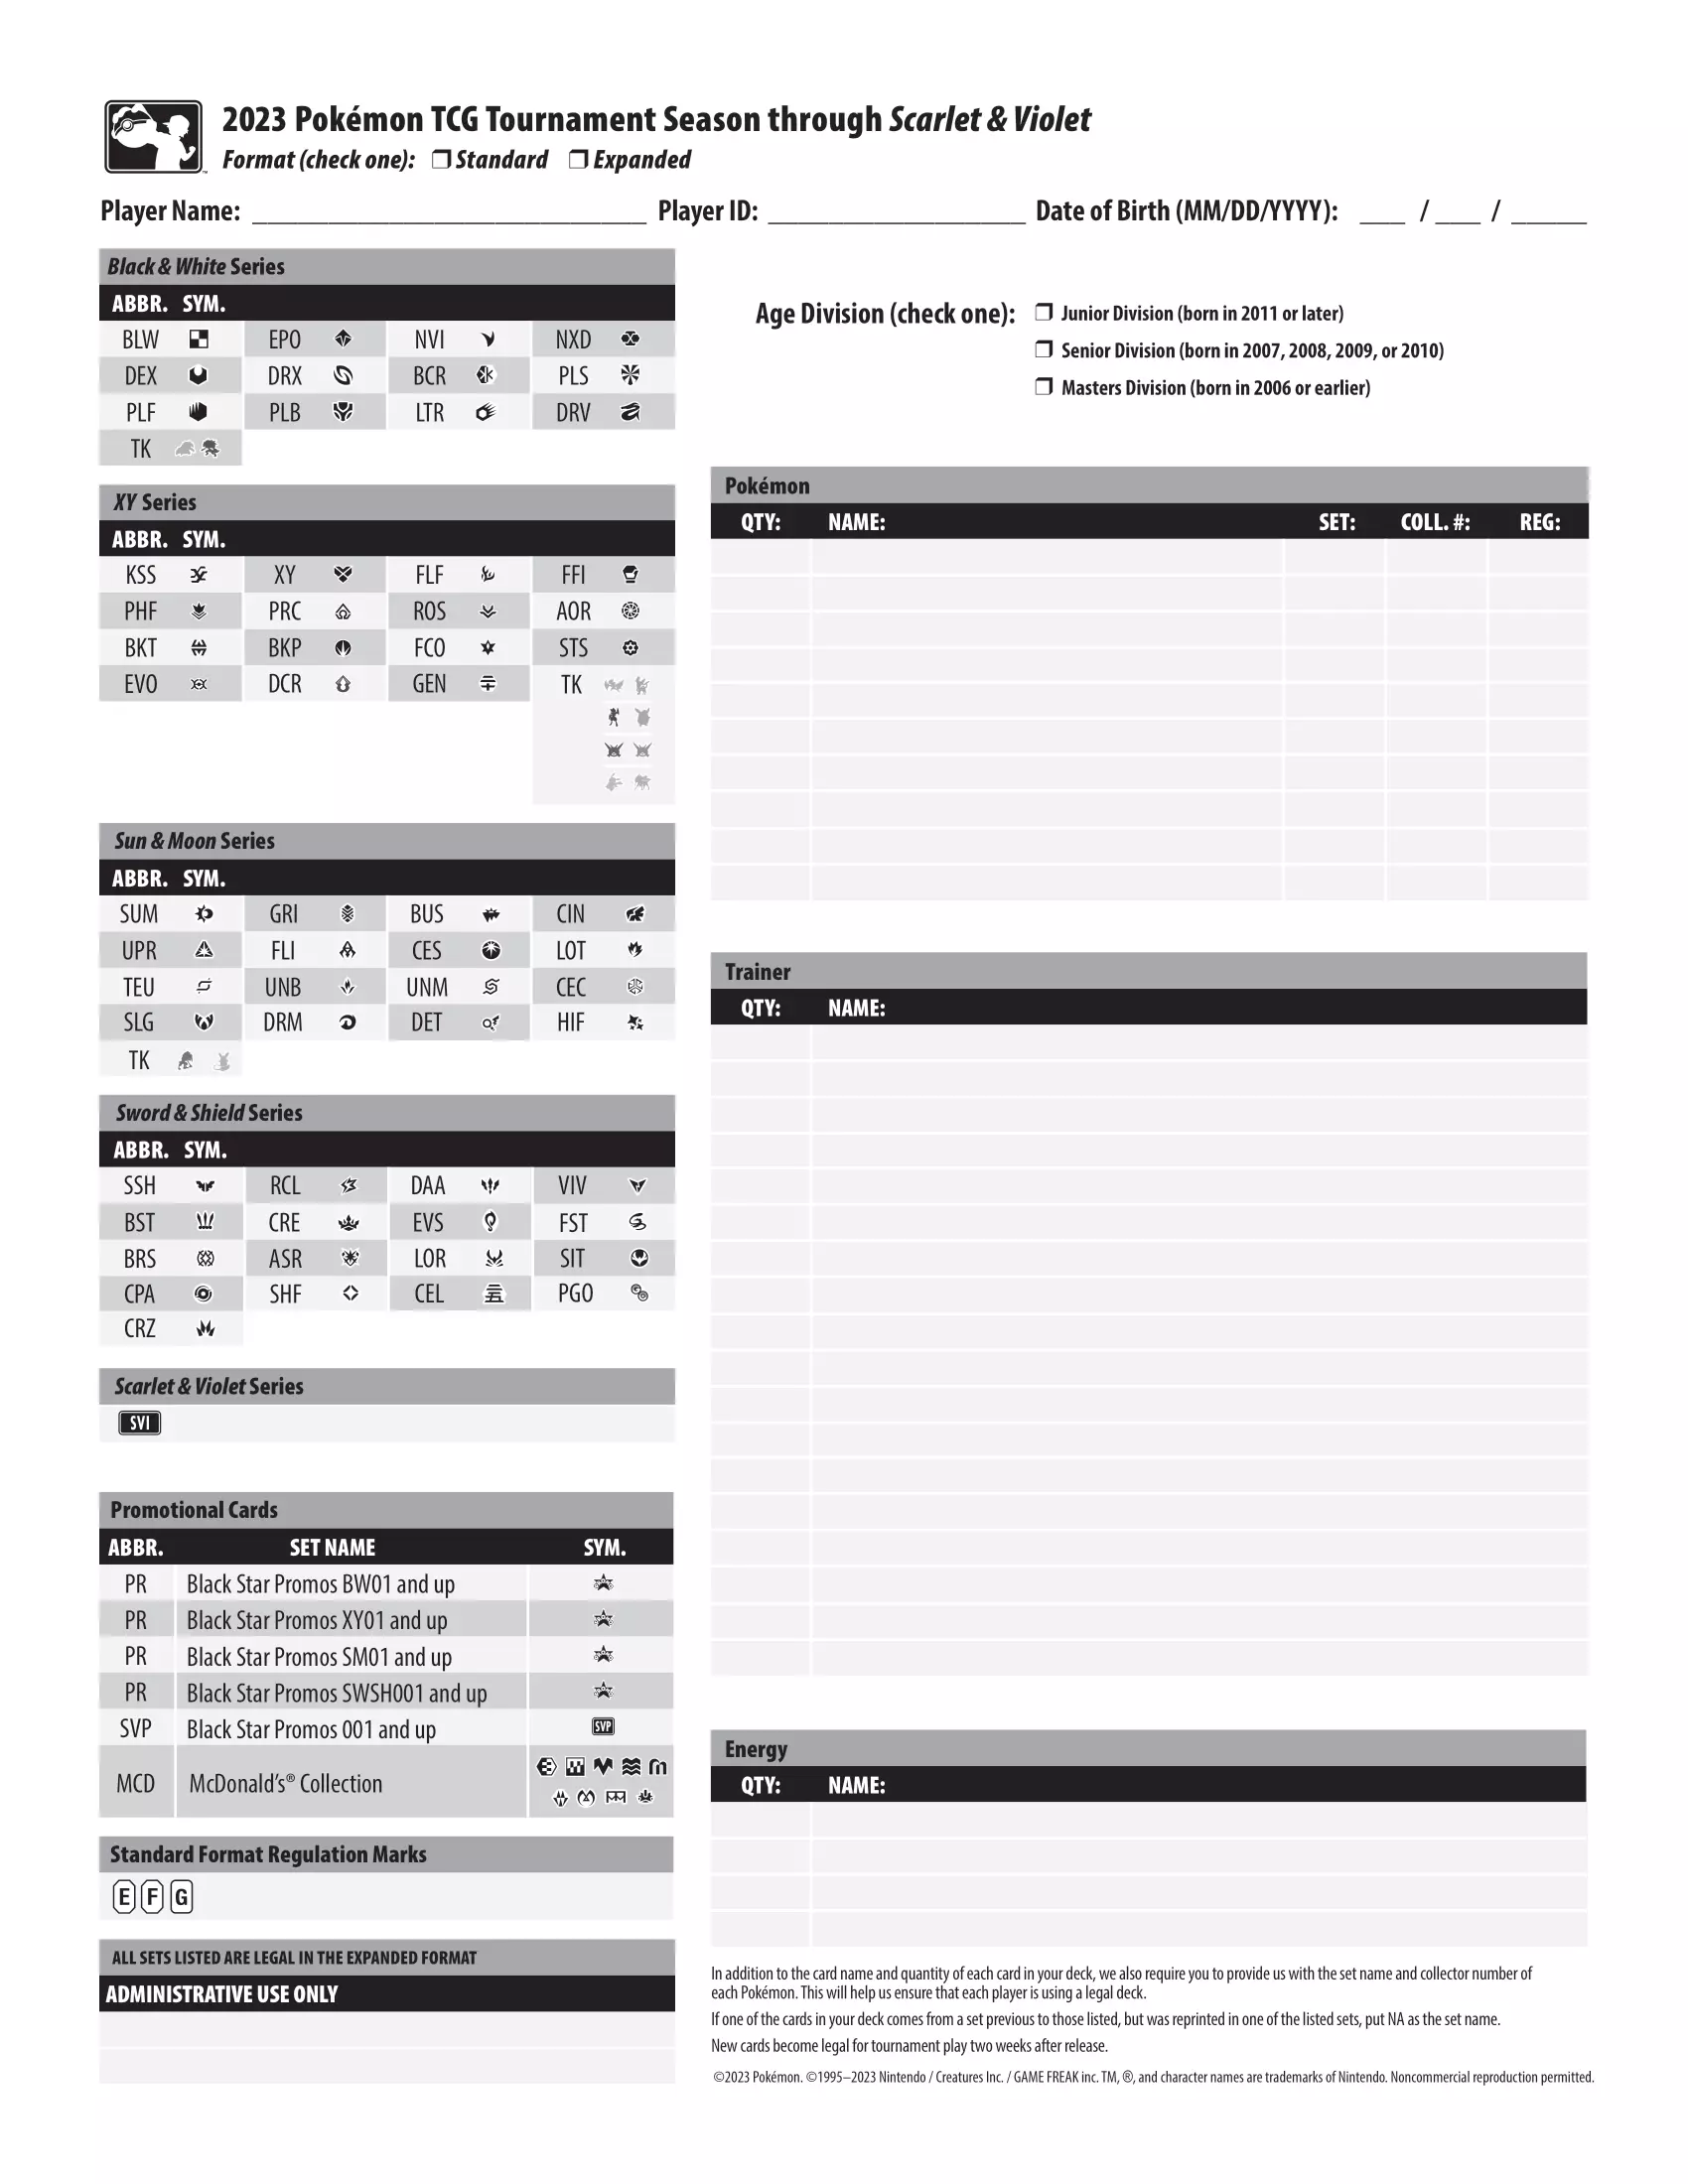 2023 Pokémon TCG Tournament Season through Scarlet & Violet
Format (check one): ❒ Standard ❒ Expanded
Player Name: __________________________ Player ID: _________________ Date of Birth (MM/DD/YYYY): ___ / ___ / _____
Black & White Series
ABBR. SYM.
BLW EPO NVI NXD
DEX DRX BCR PLS
PLF PLB LTR DRV
TK
XY Series
ABBR. SYM.
KSS XY FLF FFI
PHF PRC ROS AOR
BKT BKP FCO STS
EVO DCR GEN TK
Sun & Moon Series
ABBR. SYM.
SUM GRI BUS CIN
UPR FLI CES LOT
TEU UNB UNM CEC
SLG DRM DET HIF
TK
Sword & Shield Series
ABBR. SYM.
SSH RCL DAA VIV
BST CRE EVS FST
BRS ASR LOR SIT
CPA SHF CEL PGO
CRZ
Scarlet & Violet Series
SVI
Promotional Cards
ABBR. SET NAME SYM.
PR Black Star Promos BW01 and up
PR Black Star Promos XY01 and up
PR Black Star Promos SM01 and up
PR Black Star Promos SWSH001 and up
SVP Black Star Promos 001 and up SVP
MCD McDonald's® Collection
Standard Format Regulation Marks
E F G
ALL SETS LISTED ARE LEGAL IN THE EXPANDED FORMAT
ADMINISTRATIVE USE ONLY
Age Division (check one): ❒ Junior Division (born in 2011 or later)
❒ Senior Division (born in 2007, 2008, 2009, or 2010)
❒ Masters Division (born in 2006 or earlier)
Pokémon
QTY: NAME: SET: COLL. #: REG:
Trainer
QTY: NAME:
Energy
QTY: NAME:
In addition to the card name and quantity of each card in your deck, we also require you to provide us with the set name and collector number of
each Pokémon. This will help us ensure that each player is using a legal deck.
If one of the cards in your deck comes from a set previous to those listed, but was reprinted in one of the listed sets, put NA as the set name.
New cards become legal for tournament play two weeks after release.
©2023 Pokémon. ©1995–2023 Nintendo / Creatures Inc. / GAME FREAK inc. TM, ®, and character names are trademarks of Nintendo. Noncommercial reproduction permitted.